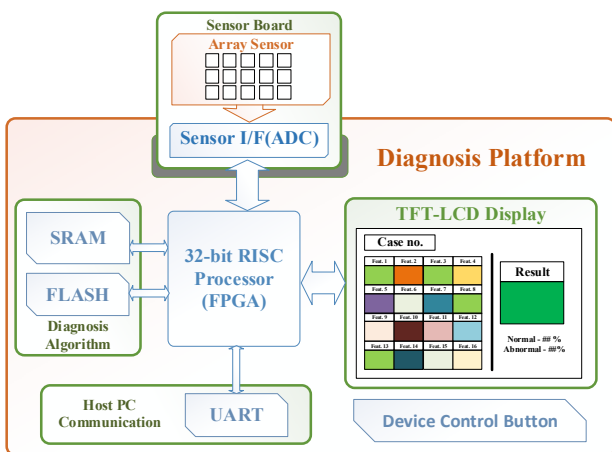 Sensor Board
Array Sensor
Sensor I/F(ADC)
Diagnosis Platform
SRAM
FLASH
Diagnosis
Algorithm
32-bit RISC
Processor
(FPGA)
TFT-LCD Display
Case no.
Feat. 1 Feat. 2 Feat. 3 Feat. 4
Feat. 5 Feat. 6 Feat. 7 Feat. 8
Feat. 9 Feat. 10 Feat. 11 Feat. 12
Feat. 13 Feat. 14 Feat. 15 Feat. 16
Result
Normal - ## %
Abnormal - ##%
Host PC
Communication
UART
Device Control Button